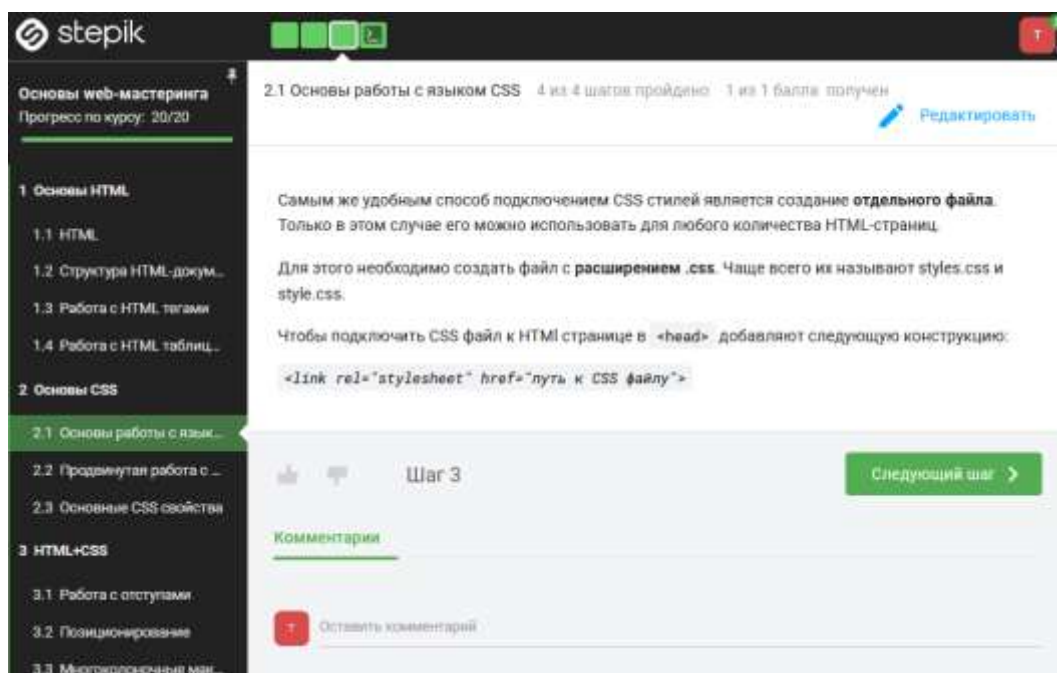 stepik
T
Основы web-мастеринга
Прогресс по курсу: 20/20
1 Основы HTML
1.1 HTML
1.2 Структура HTML-докум...
1.3 Работа с HTML тегами
1.4 Работа с HTML таблиц...
2 Основы CSS
2.1 Основы работы с язык...
2.2 Продвинутая работа с ...
2.3 Основные CSS свойства
3 HTML+CSS
3.1 Работа с отступами
3.2 Позиционирование
3.3 Многоколоночные мак...
2.1 Основы работы с языком CSS 4 из 4 шагов пройдено 1 из 1 балла получен
Редактировать
Самым же удобным способ подключением CSS стилей является создание отдельного файла.
Только в этом случае его можно использовать для любого количества HTML-страниц.
Для этого необходимо создать файл с расширением .css. Чаще всего их называют styles.css и
style.css.
Чтобы подключить CSS файл к HTMl странице в <head> добавляют следующую конструкцию:
<link rel="stylesheet" href="путь к CSS файлу">
Шаг 3
Следующий шаг
Комментарии
T
Оставить комментарий